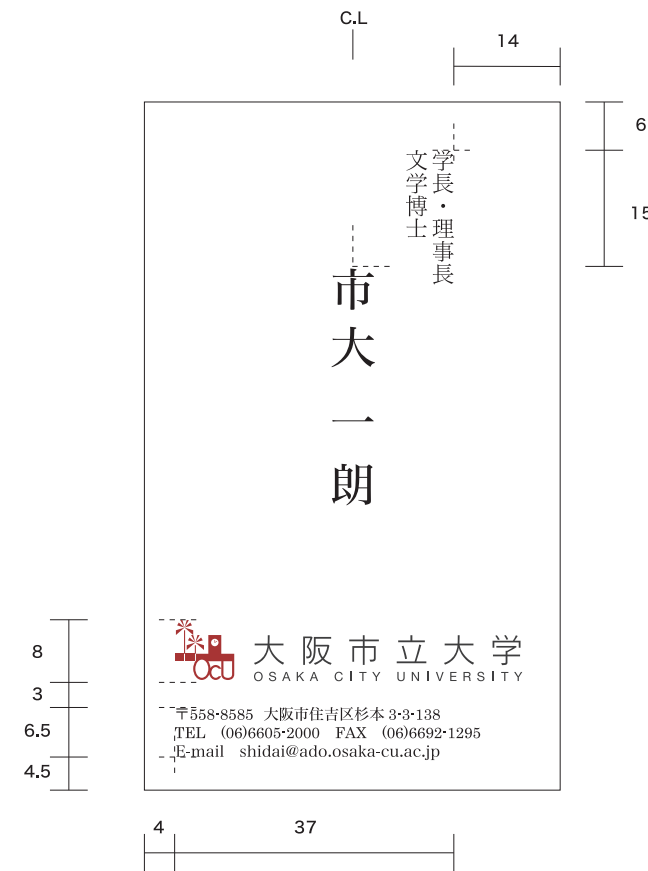 C.L
14
6
15
学長・理事長
文学博士
市大 一朗
8
3
6.5
4.5
OCU
大阪市立大学
OSAKA CITY UNIVERSITY
〒558-8585 大阪市住吉区杉本 3-3-138
TEL (06)6605-2000 FAX (06)6692-1295
E-mail shidai@ado.osaka-cu.ac.jp
4
37